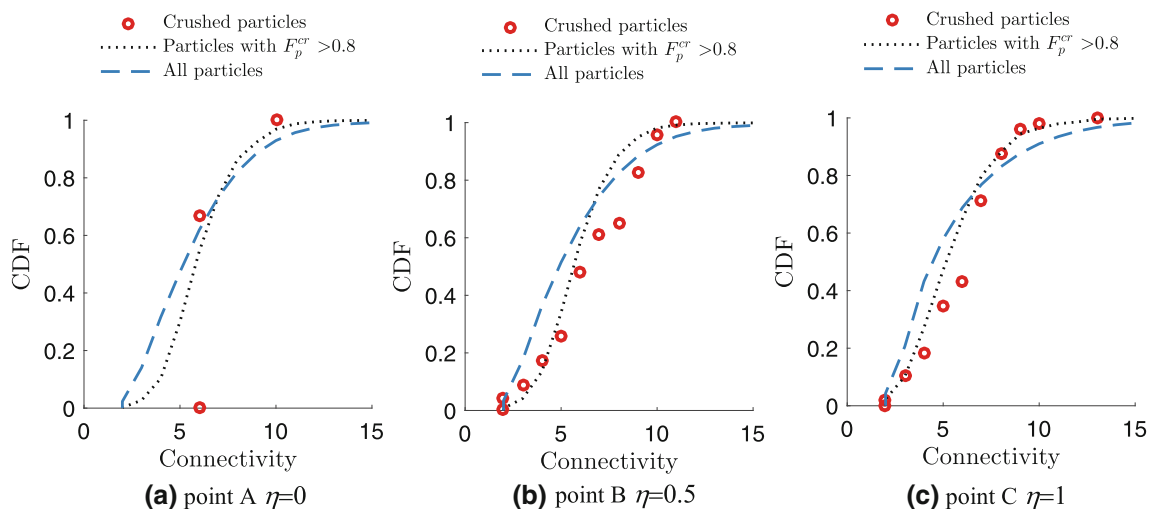 Crushed particles
Particles with $F_p^{cr}$ >0.8
All particles
CDF
1
0.8
0.6
0.4
0.2
0
0 5 10 15
Connectivity
(a) point A η=0
Crushed particles
Particles with $F_p^{cr}$ >0.8
All particles
CDF
1
0.8
0.6
0.4
0.2
0
0 5 10 15
Connectivity
(b) point B η=0.5
Crushed particles
Particles with $F_p^{cr}$ >0.8
All particles
CDF
1
0.8
0.6
0.4
0.2
0
0 5 10 15
Connectivity
(c) point C η=1